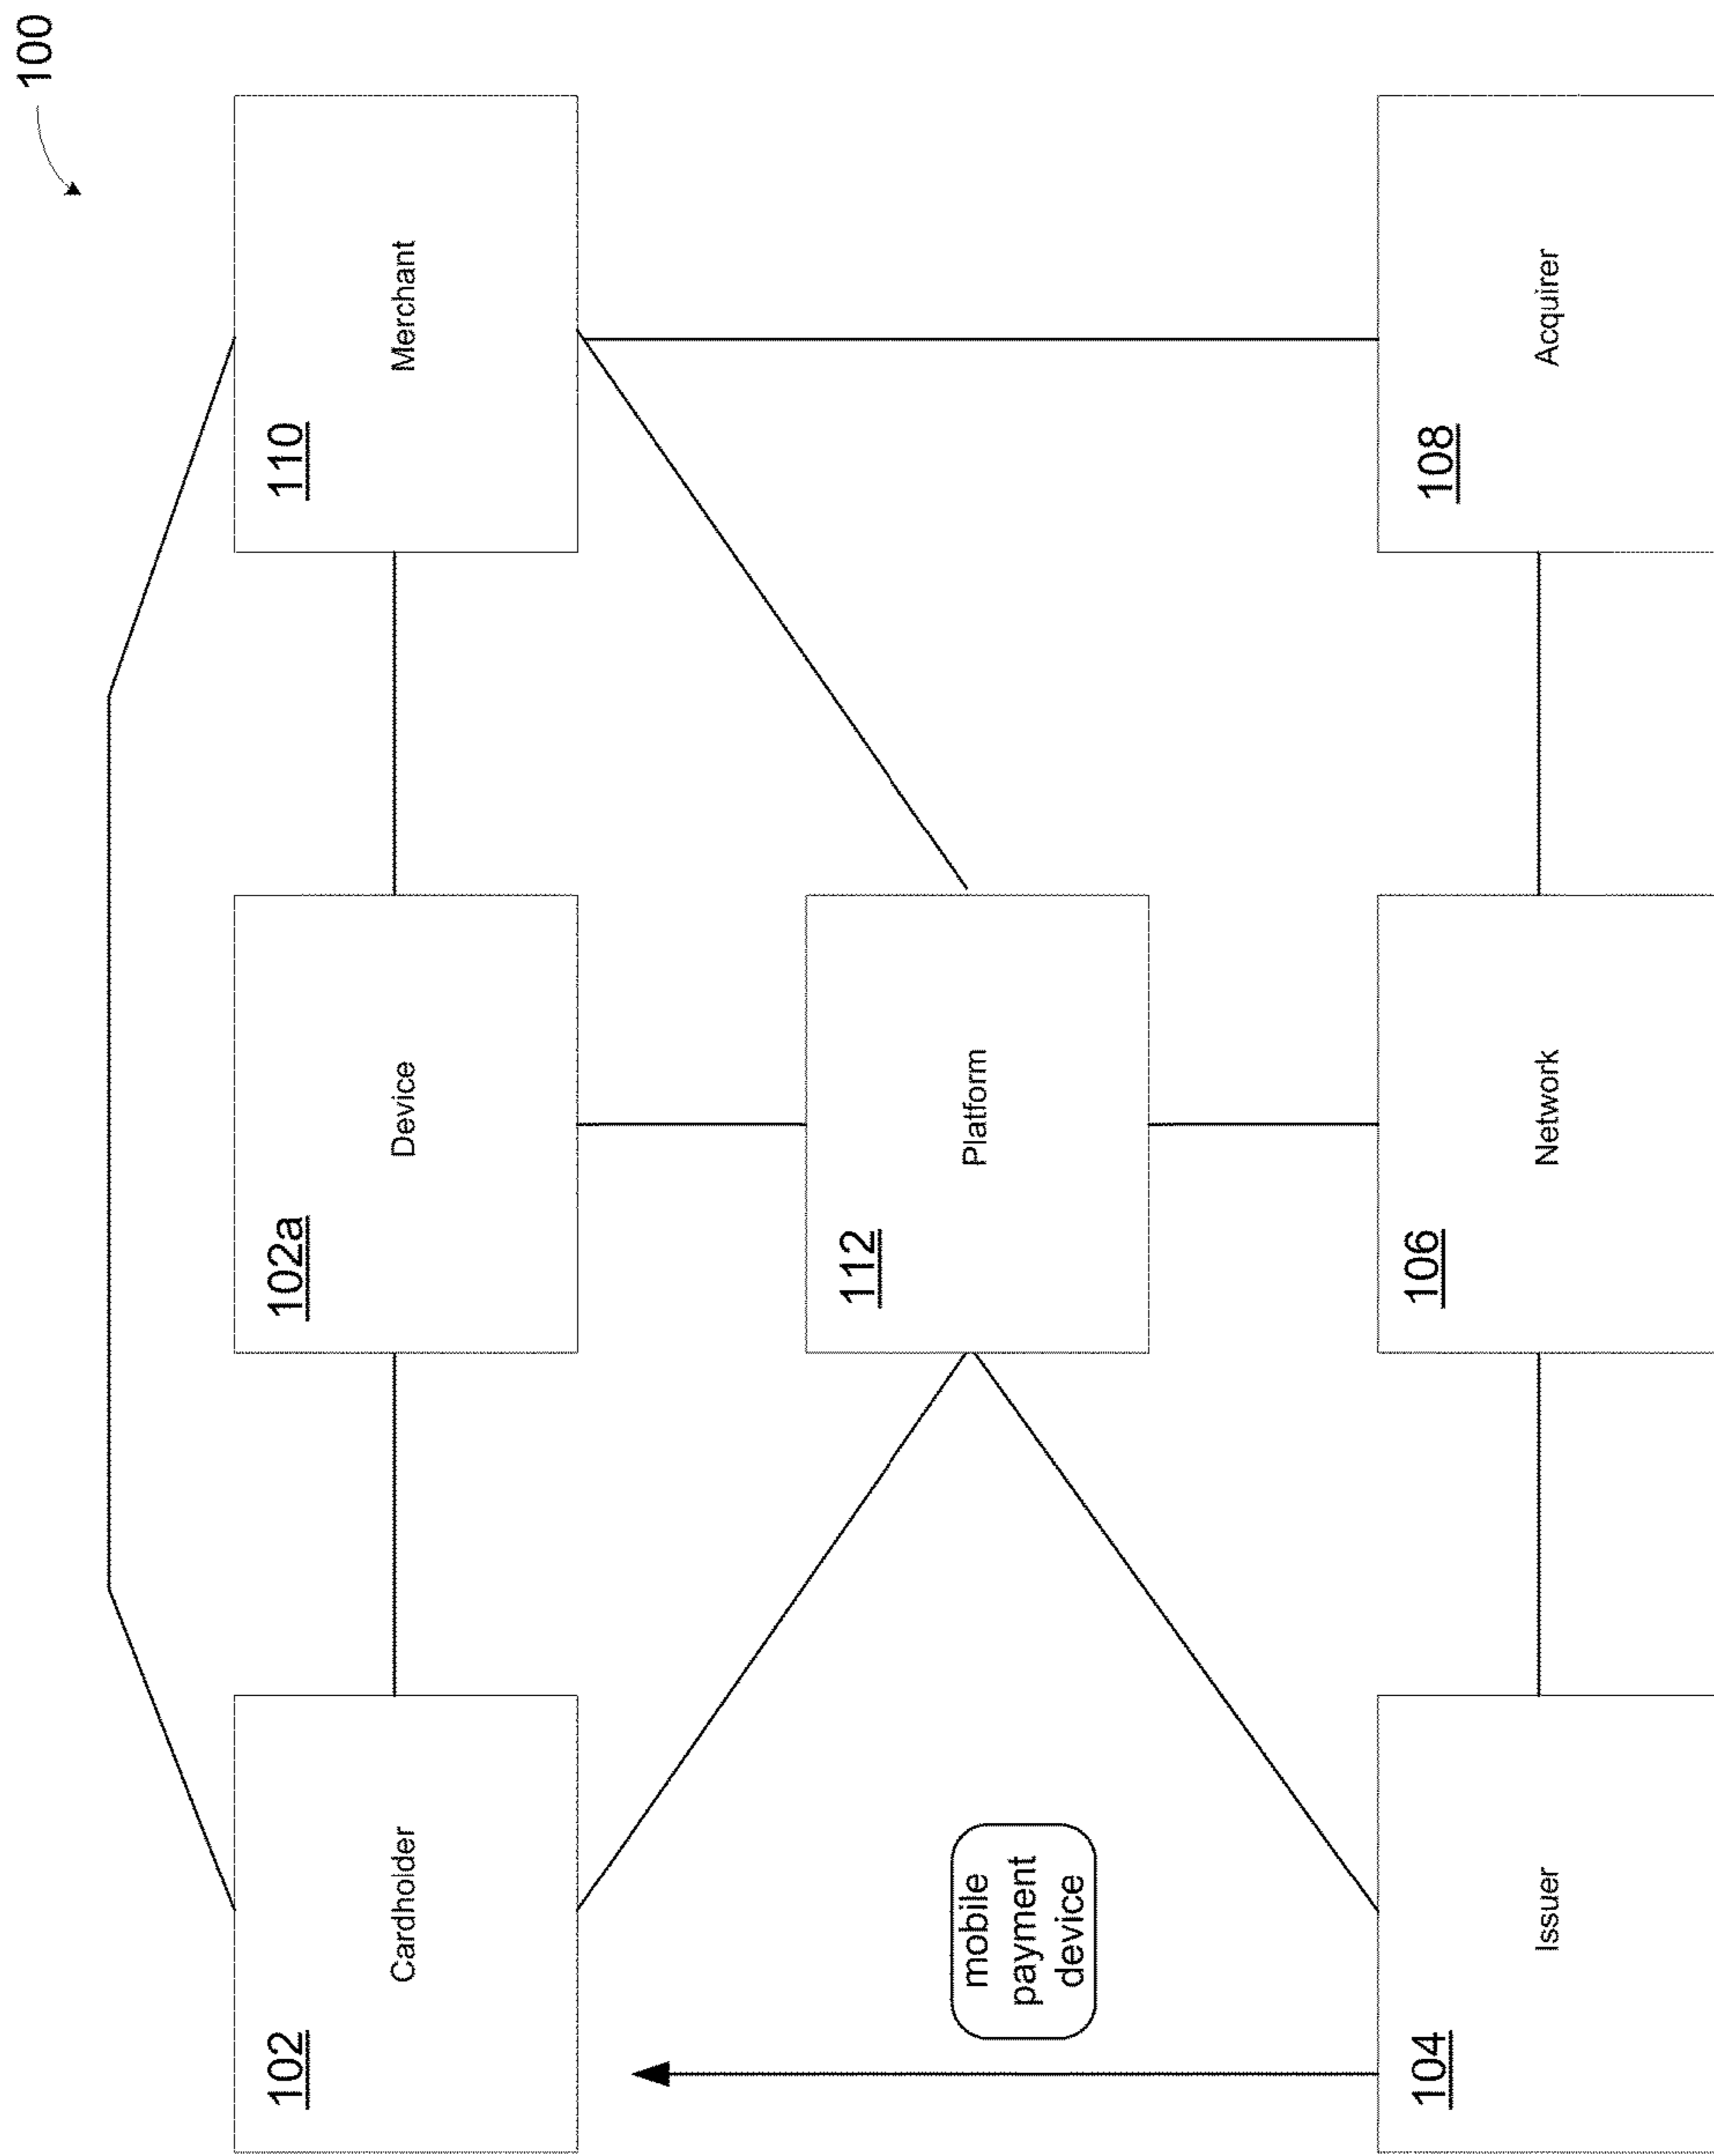 100
102
Cardholder
102a
Device
110
Merchant
mobile
payment
device
112
Platform
104
Issuer
106
Network
108
Acquirer